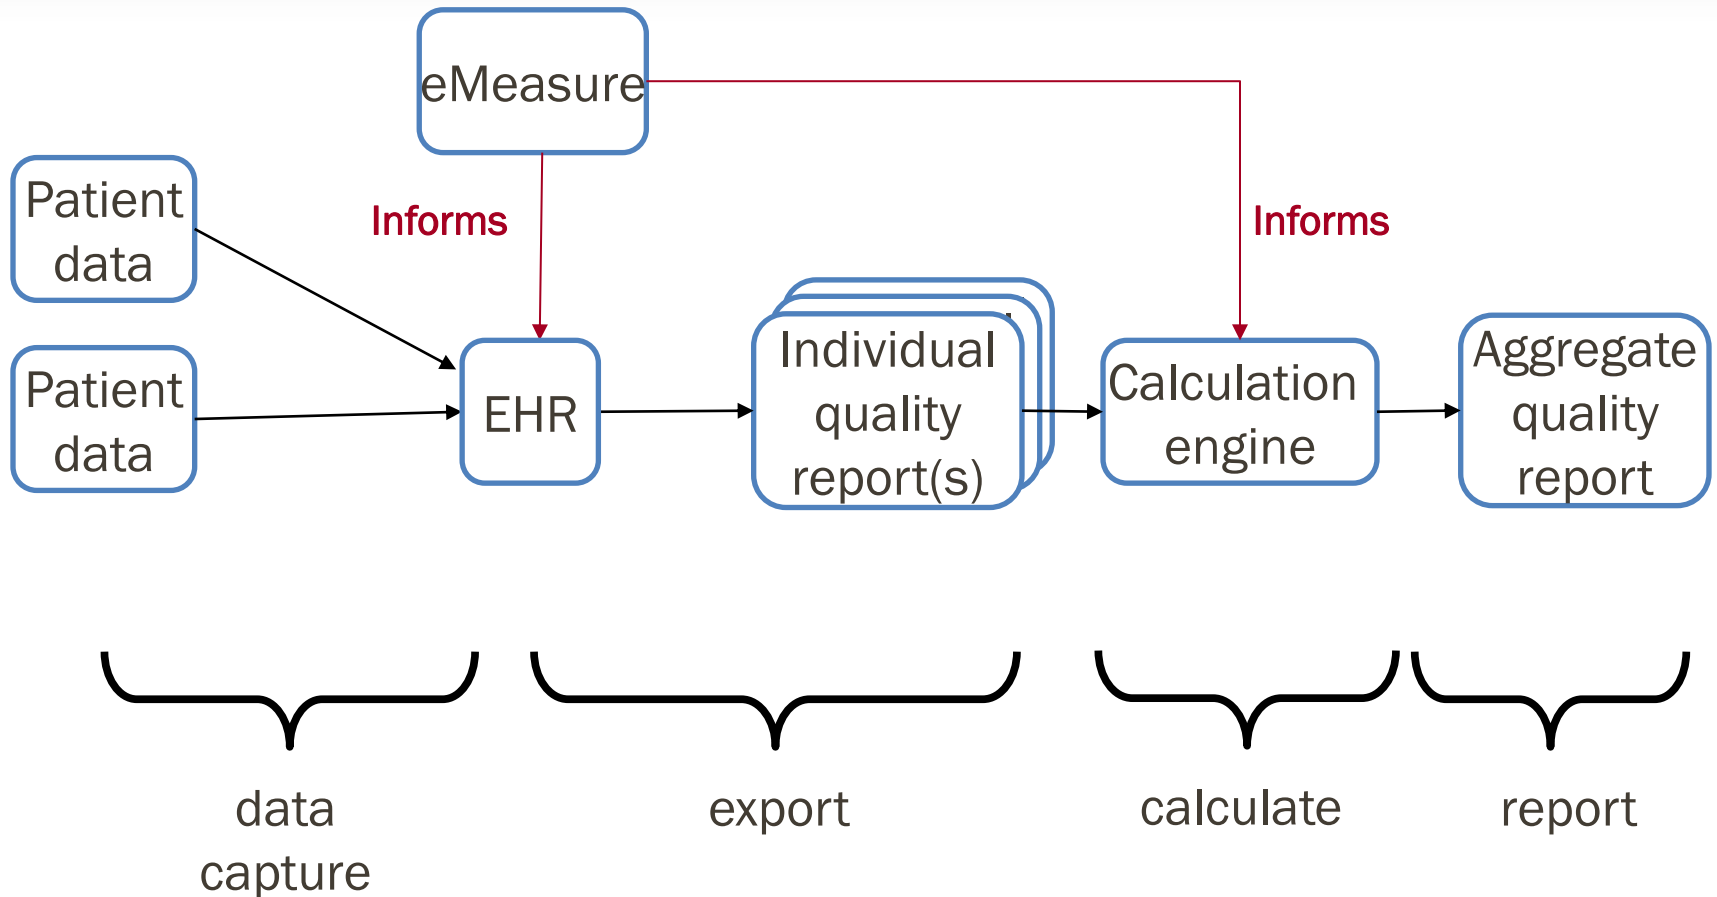 eMeasure
Patient
data
Informs
Informs
Patient
data
EHR
Individual
quality
report(s)
Calculation
engine
Aggregate
quality
report
data
capture
export
calculate
report